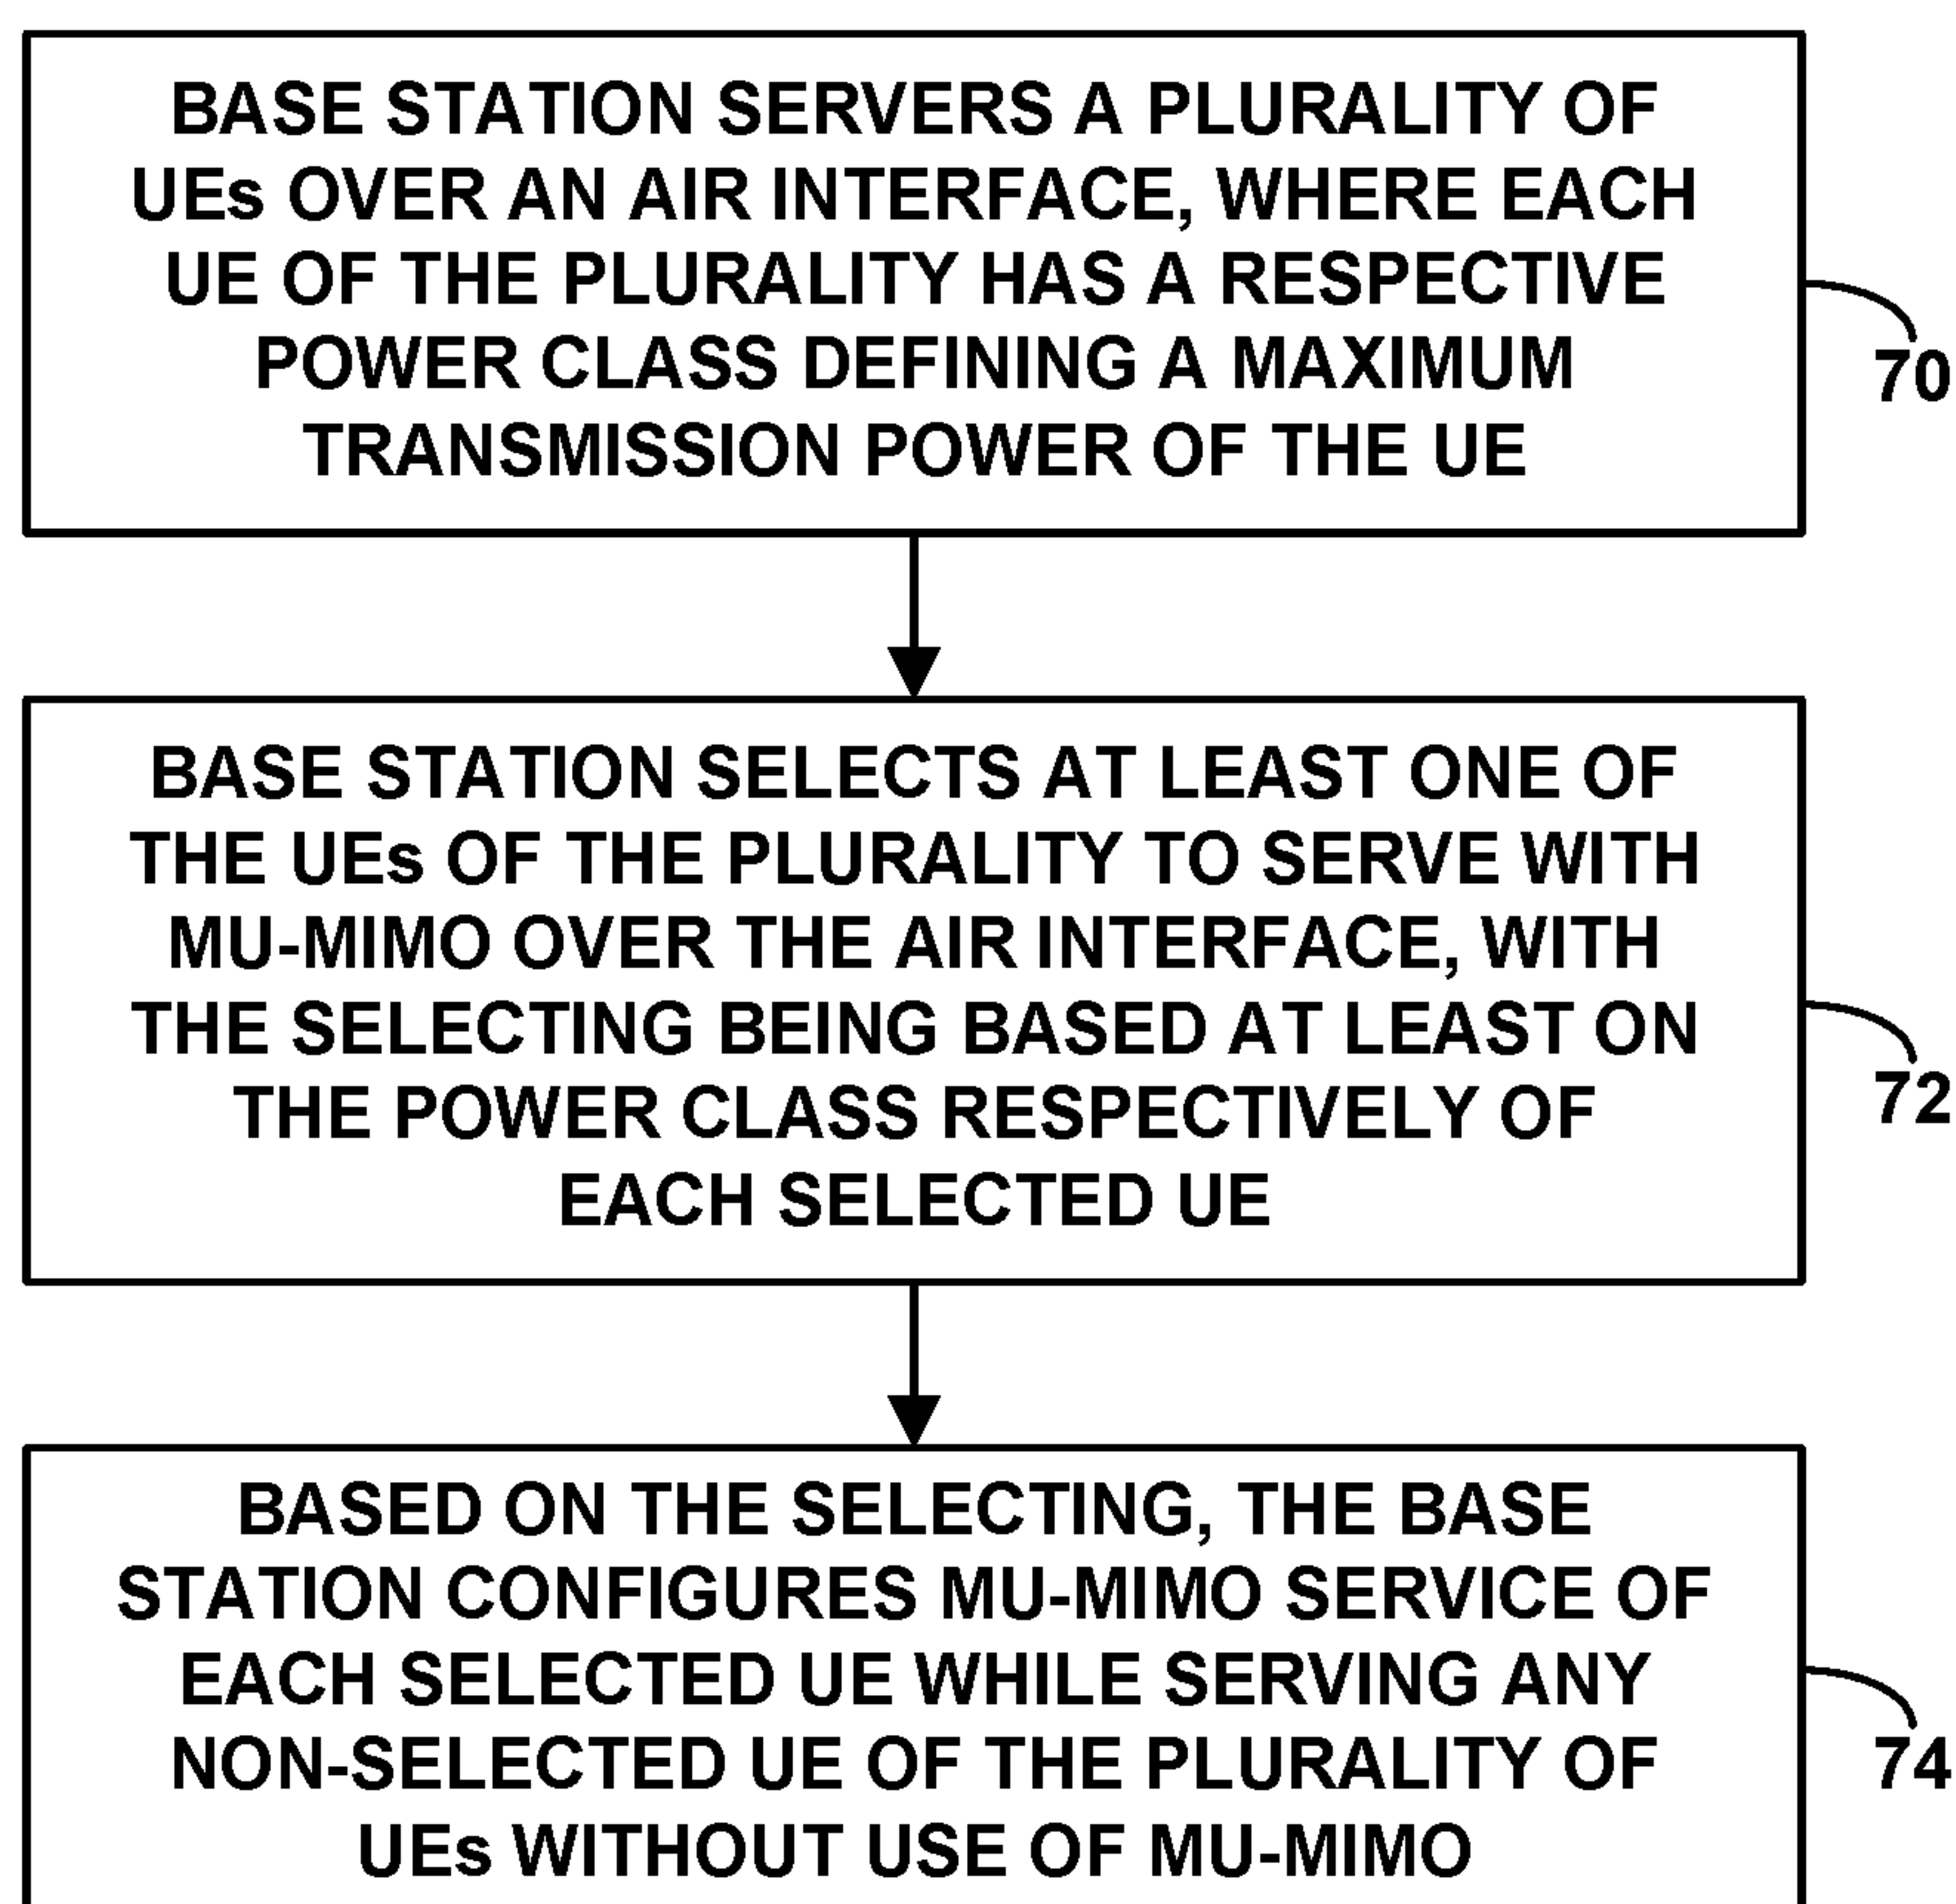 BASE STATION SERVERS A PLURALITY OF
UEs OVER AN AIR INTERFACE, WHERE EACH
UE OF THE PLURALITY HAS A RESPECTIVE
POWER CLASS DEFINING A MAXIMUM
TRANSMISSION POWER OF THE UE
70
BASE STATION SELECTS AT LEAST ONE OF
THE UEs OF THE PLURALITY TO SERVE WITH
MU-MIMO OVER THE AIR INTERFACE, WITH
THE SELECTING BEING BASED AT LEAST ON
THE POWER CLASS RESPECTIVELY OF
EACH SELECTED UE
72
BASED ON THE SELECTING, THE BASE
STATION CONFIGURES MU-MIMO SERVICE OF
EACH SELECTED UE WHILE SERVING ANY
NON-SELECTED UE OF THE PLURALITY OF
UEs WITHOUT USE OF MU-MIMO
74